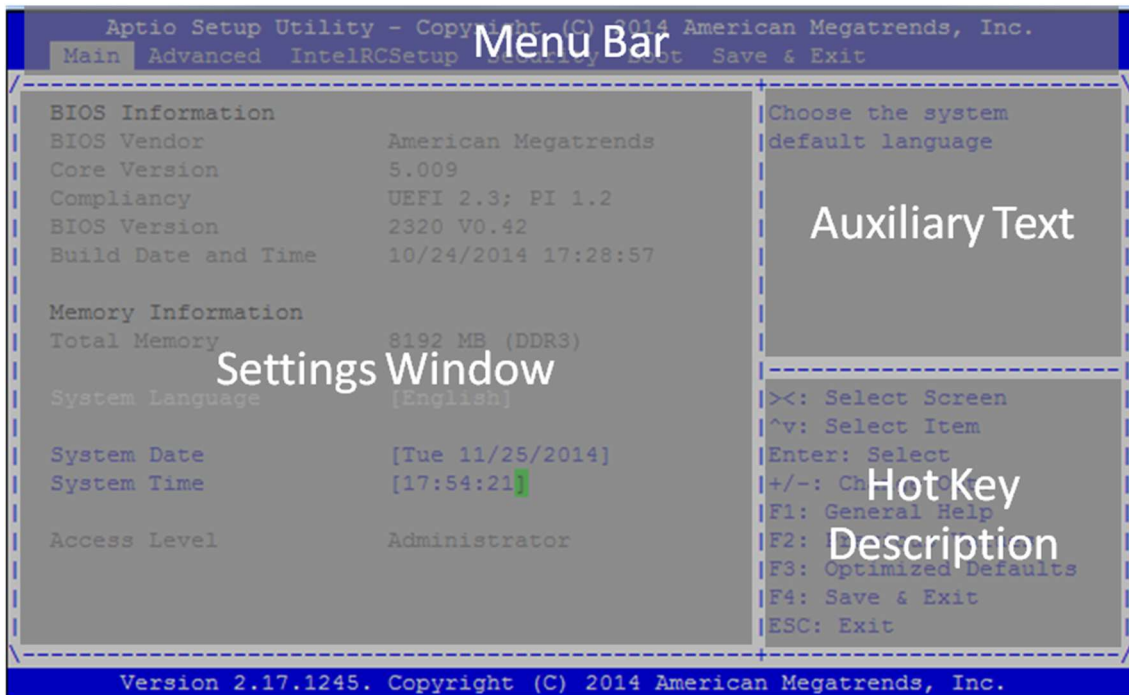 Aptio Setup Utility - Copyright (C) 2014 American Megatrends, Inc.
Menu Bar
Main Advanced IntelRCSetup Security Boot Save & Exit
BIOS Information
BIOS Vendor American Megatrends
Core Version 5.009
Compliancy UEFI 2.3; PI 1.2
BIOS Version 2320 V0.42
Build Date and Time 10/24/2014 17:28:57
Memory Information
Total Memory 8192 MB (DDR3)
Settings Window
System Language [English]
System Date [Tue 11/25/2014]
System Time [17:54:21]
Access Level Administrator
Choose the system
default language
Auxiliary Text
><: Select Screen
^v: Select Item
Enter: Select
+/-:
Hot Key
F1: General Help
F2:
Description
F3: Optimized Defaults
F4: Save & Exit
ESC: Exit
Version 2.17.1245. Copyright (C) 2014 American Megatrends, Inc.